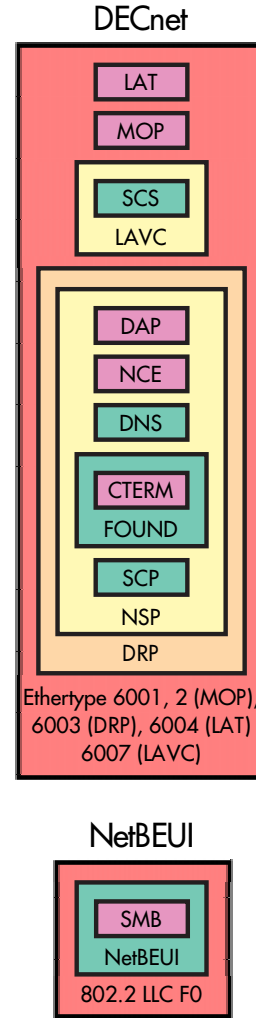 DECnet
LAT
MOP
SCS
LAVC
DAP
NCE
DNS
CTERM
FOUND
SCP
NSP
DRP
Ethertype 6001, 2 (MOP),
6003 (DRP), 6004 (LAT)
6007 (LAVC)
NetBEUI
SMB
NetBEUI
802.2 LLC F0